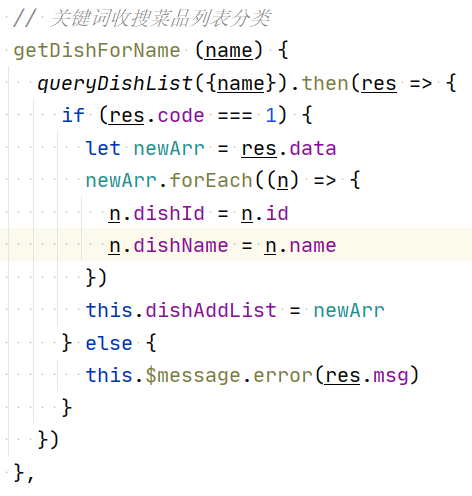 // 关键词收搜菜品列表分类
getDishForName (name) {
  queryDishList({name}).then(res => {
    if (res.code === 1) {
      let newArr = res.data
      newArr.forEach((n) => {
        n.dishId = n.id
        n.dishName = n.name
      })
      this.dishAddList = newArr
    } else {
      this.$message.error(res.msg)
    }
  })
},